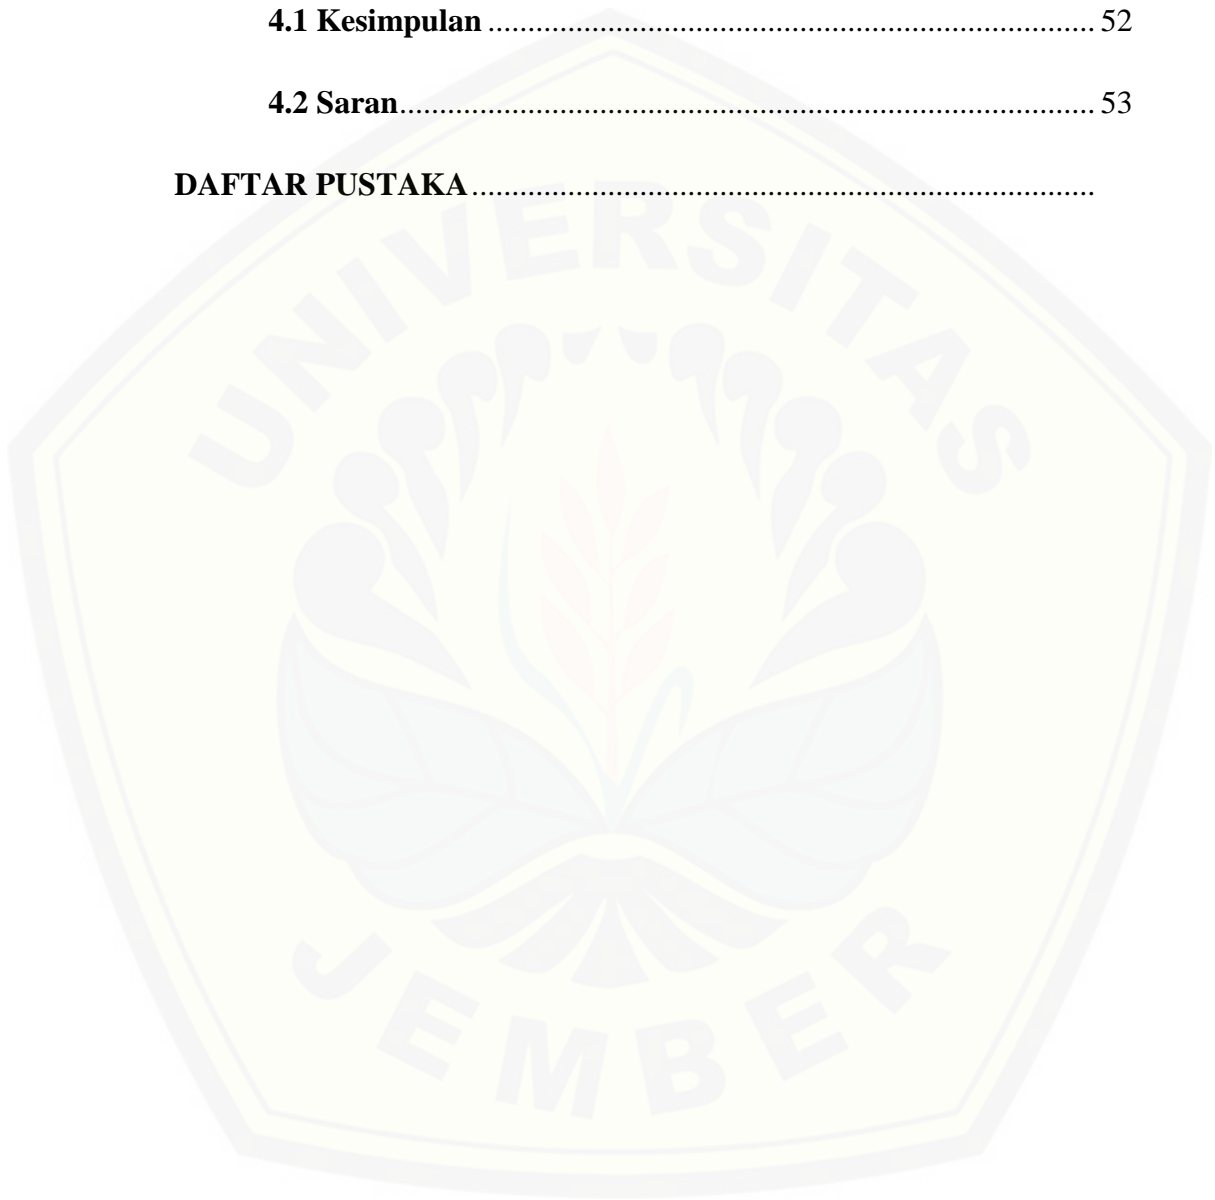 4.1 Kesimpulan ............................................................................ 52
4.2 Saran....................................................................................... 53
DAFTAR PUSTAKA..............................................................................
UNIVERSITAS
JEMBER